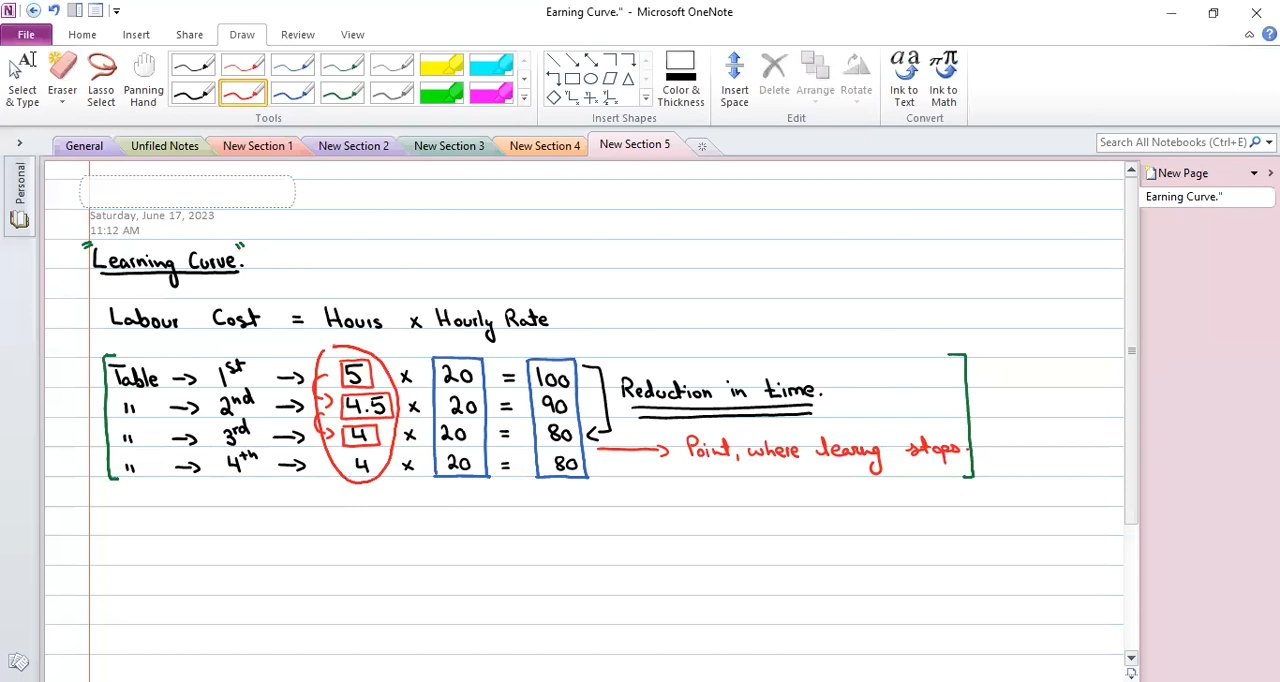 Earning Curve." - Microsoft OneNote
File Home Insert Share Draw Review View
Select & Type Eraser Lasso Select Panning Hand Color & Thickness Insert Space Delete Arrange Rotate Ink to Text Ink to Math
Tools Insert Shapes Edit Convert
General Unfiled Notes New Section 1 New Section 2 New Section 3 New Section 4 New Section 5 Search All Notebooks (Ctrl+E)
Personal
New Page
Earning Curve."
Saturday, June 17, 2023
11:12 AM
"Learning Curve."
Labour Cost = Hours × Hourly Rate
Table → 1st → 5 × 20 = 100
" → 2nd → 4.5 × 20 = 90
" → 3rd → 4 × 20 = 80
" → 4th → 4 × 20 = 80
Reduction in time.
→ Point, where learing stops.